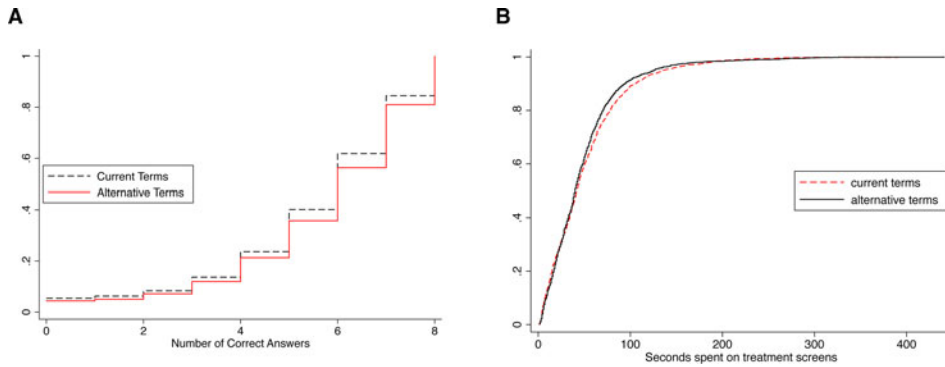 A
1
.8
.6
.4
.2
0
Current Terms
Alternative Terms
0 2 4 6 8
Number of Correct Answers
B
1
.8
.6
.4
.2
0
current terms
alternative terms
0 100 200 300 400
Seconds spent on treatment screens